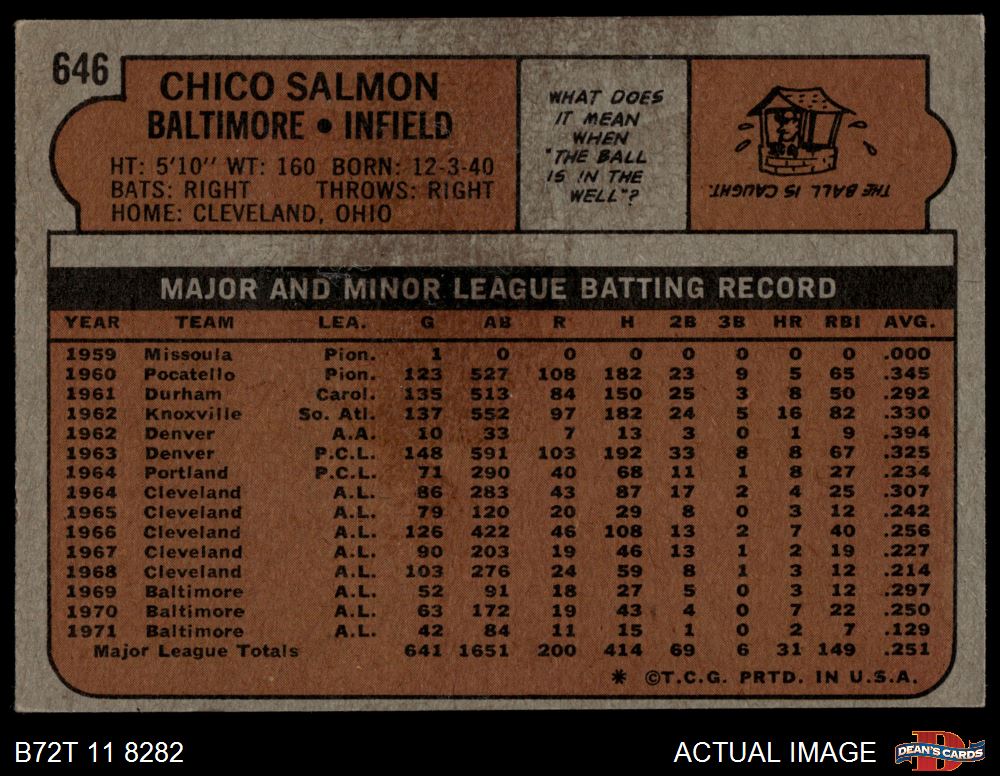 646
CHICO SALMON
BALTIMORE • INFIELD
HT: 5'10" WT: 160 BORN: 12-3-40
BATS: RIGHT THROWS: RIGHT
HOME: CLEVELAND, OHIO
WHAT DOES
IT MEAN
WHEN
"THE BALL
IS IN THE
WELL"?
THE BALL IS CAUGHT.
MAJOR AND MINOR LEAGUE BATTING RECORD
YEAR TEAM LEA. G AB R H 2B 3B HR RBI AVG.
1959 Missoula Pion. 1 0 0 0 0 0 0 0 .000
1960 Pocatello Pion. 123 527 108 182 23 9 5 65 .345
1961 Durham Carol. 135 513 84 150 25 3 8 50 .292
1962 Knoxville So. Atl. 137 552 97 182 24 5 16 82 .330
1962 Denver A.A. 10 33 7 13 3 0 1 9 .394
1963 Denver P.C.L. 148 591 103 192 33 8 8 67 .325
1964 Portland P.C.L. 71 290 40 68 11 1 8 27 .234
1964 Cleveland A.L. 86 283 43 87 17 2 4 25 .307
1965 Cleveland A.L. 79 120 20 29 8 0 3 12 .242
1966 Cleveland A.L. 126 422 46 108 13 2 7 40 .256
1967 Cleveland A.L. 90 203 19 46 13 1 2 19 .227
1968 Cleveland A.L. 103 276 24 59 8 1 3 12 .214
1969 Baltimore A.L. 52 91 18 27 5 0 3 12 .297
1970 Baltimore A.L. 63 172 19 43 4 0 7 22 .250
1971 Baltimore A.L. 42 84 11 15 1 0 2 7 .129
Major League Totals 641 1651 200 414 69 6 31 149 .251
* ©T.C.G. PRTD. IN U.S.A.
B72T 11 8282
ACTUAL IMAGE
DEAN'S CARDS